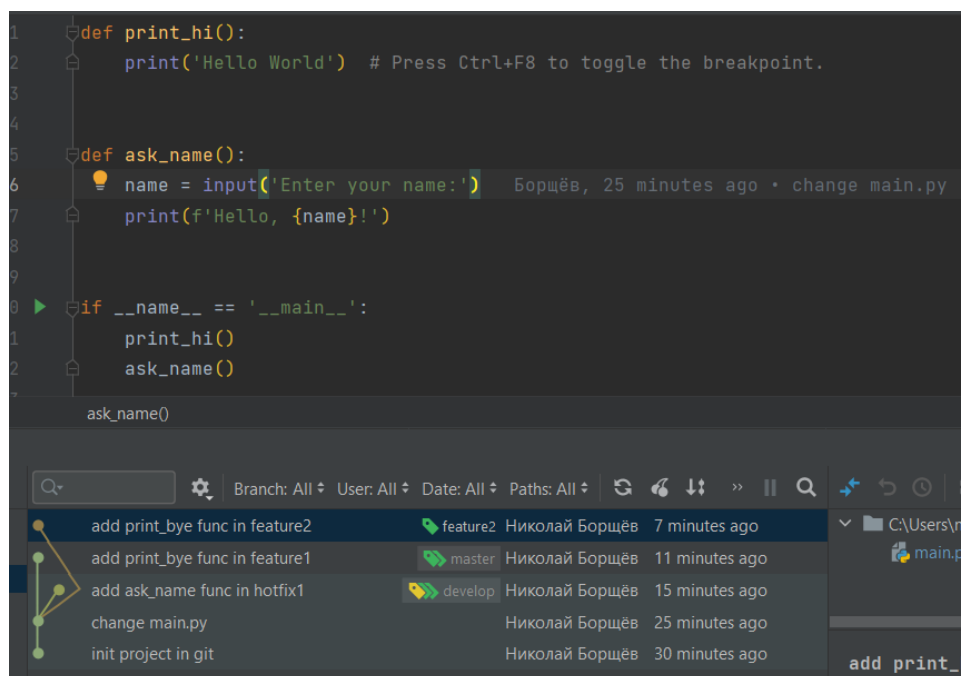 1 def print_hi():
2 print('Hello World') # Press Ctrl+F8 to toggle the breakpoint.
3
4
5 def ask_name():
6 name = input('Enter your name:') Борщёв, 25 minutes ago • change main.py
7 print(f'Hello, {name}!')
8
9
0 if __name__ == '__main__':
1 print_hi()
2 ask_name()
ask_name()
Branch: All User: All Date: All Paths: All
add print_bye func in feature2 feature2 Николай Борщёв 7 minutes ago C:\Users\
add print_bye func in feature1 master Николай Борщёв 11 minutes ago main.p
add ask_name func in hotfix1 develop Николай Борщёв 15 minutes ago
change main.py Николай Борщёв 25 minutes ago
init project in git Николай Борщёв 30 minutes ago
add print_